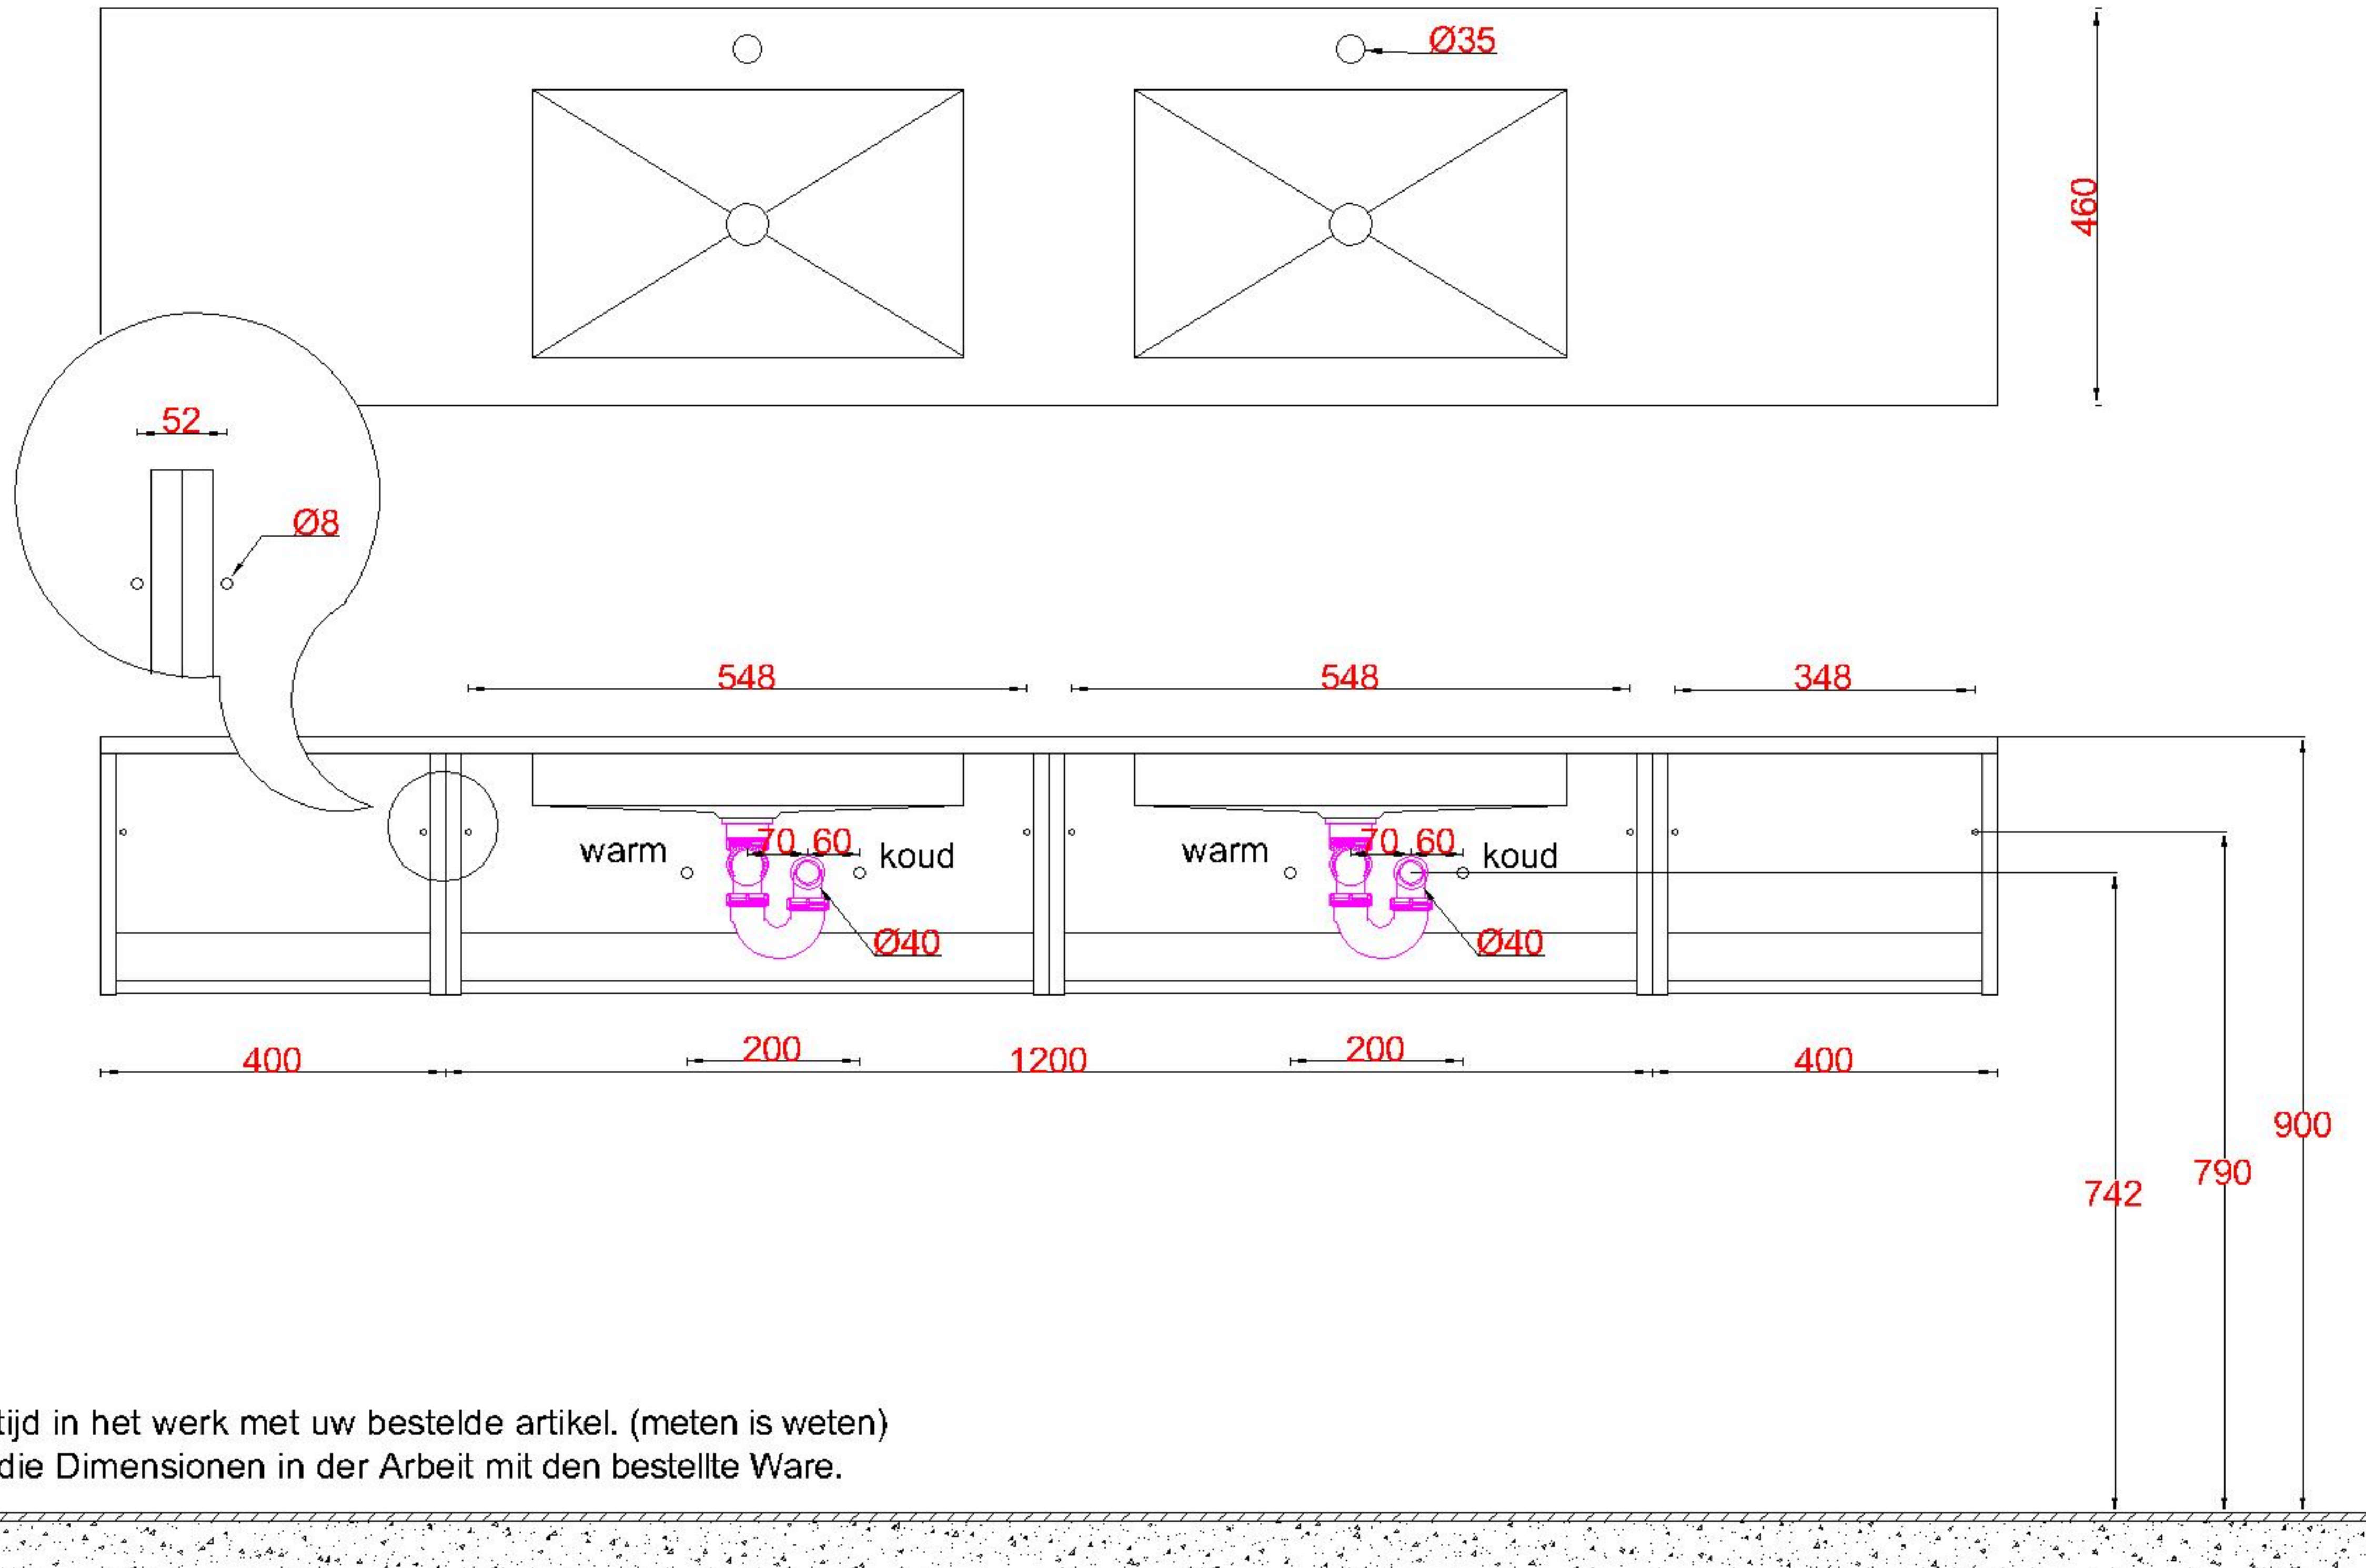 Ø35
460
52
Ø8
548
548
348
warm
70
60
koud
warm
70
60
koud
Ø40
Ø40
400
200
1200
200
400
900
790
742
tijd in het werk met uw bestelde artikel. (meten is weten)
die Dimensionen in der Arbeit mit den bestellte Ware.